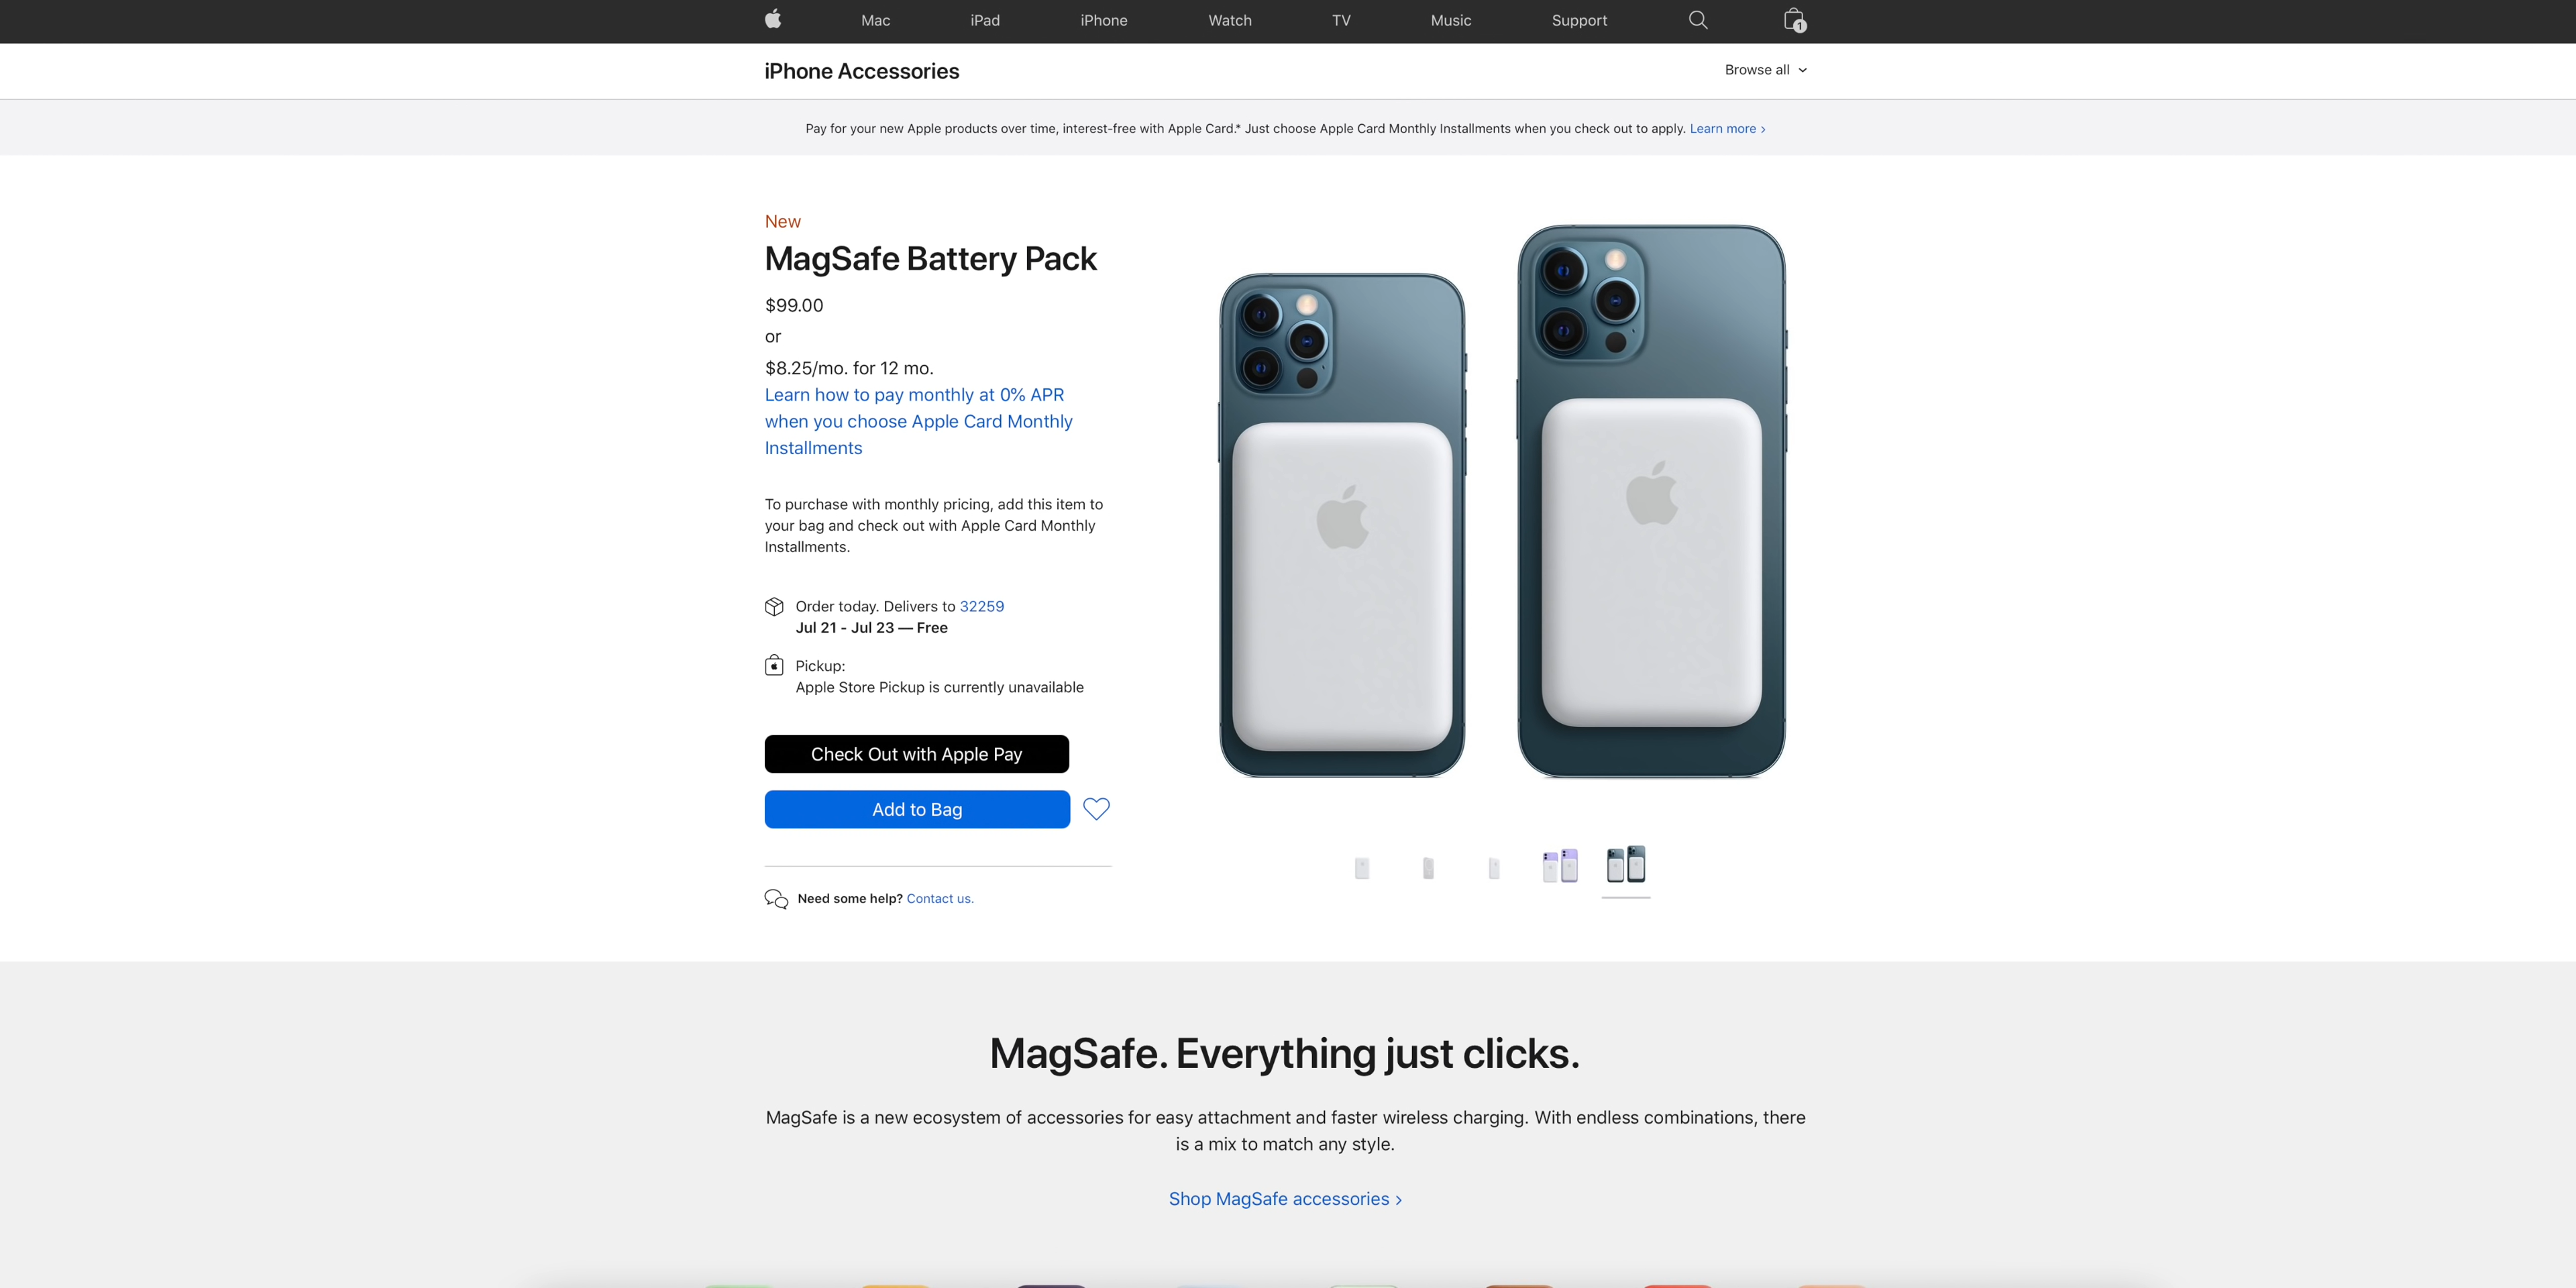 Mac iPad iPhone Watch TV Music Support 1
iPhone Accessories Browse all
Pay for your new Apple products over time, interest-free with Apple Card.* Just choose Apple Card Monthly Installments when you check out to apply. Learn more >
New
MagSafe Battery Pack
$99.00
or
$8.25/mo. for 12 mo.
Learn how to pay monthly at 0% APR
when you choose Apple Card Monthly
Installments
To purchase with monthly pricing, add this item to
your bag and check out with Apple Card Monthly
Installments.
Order today. Delivers to 32259
Jul 21 - Jul 23 — Free
Pickup:
Apple Store Pickup is currently unavailable
Check Out with Apple Pay
Add to Bag
Need some help? Contact us.
MagSafe. Everything just clicks.
MagSafe is a new ecosystem of accessories for easy attachment and faster wireless charging. With endless combinations, there
is a mix to match any style.
Shop MagSafe accessories >